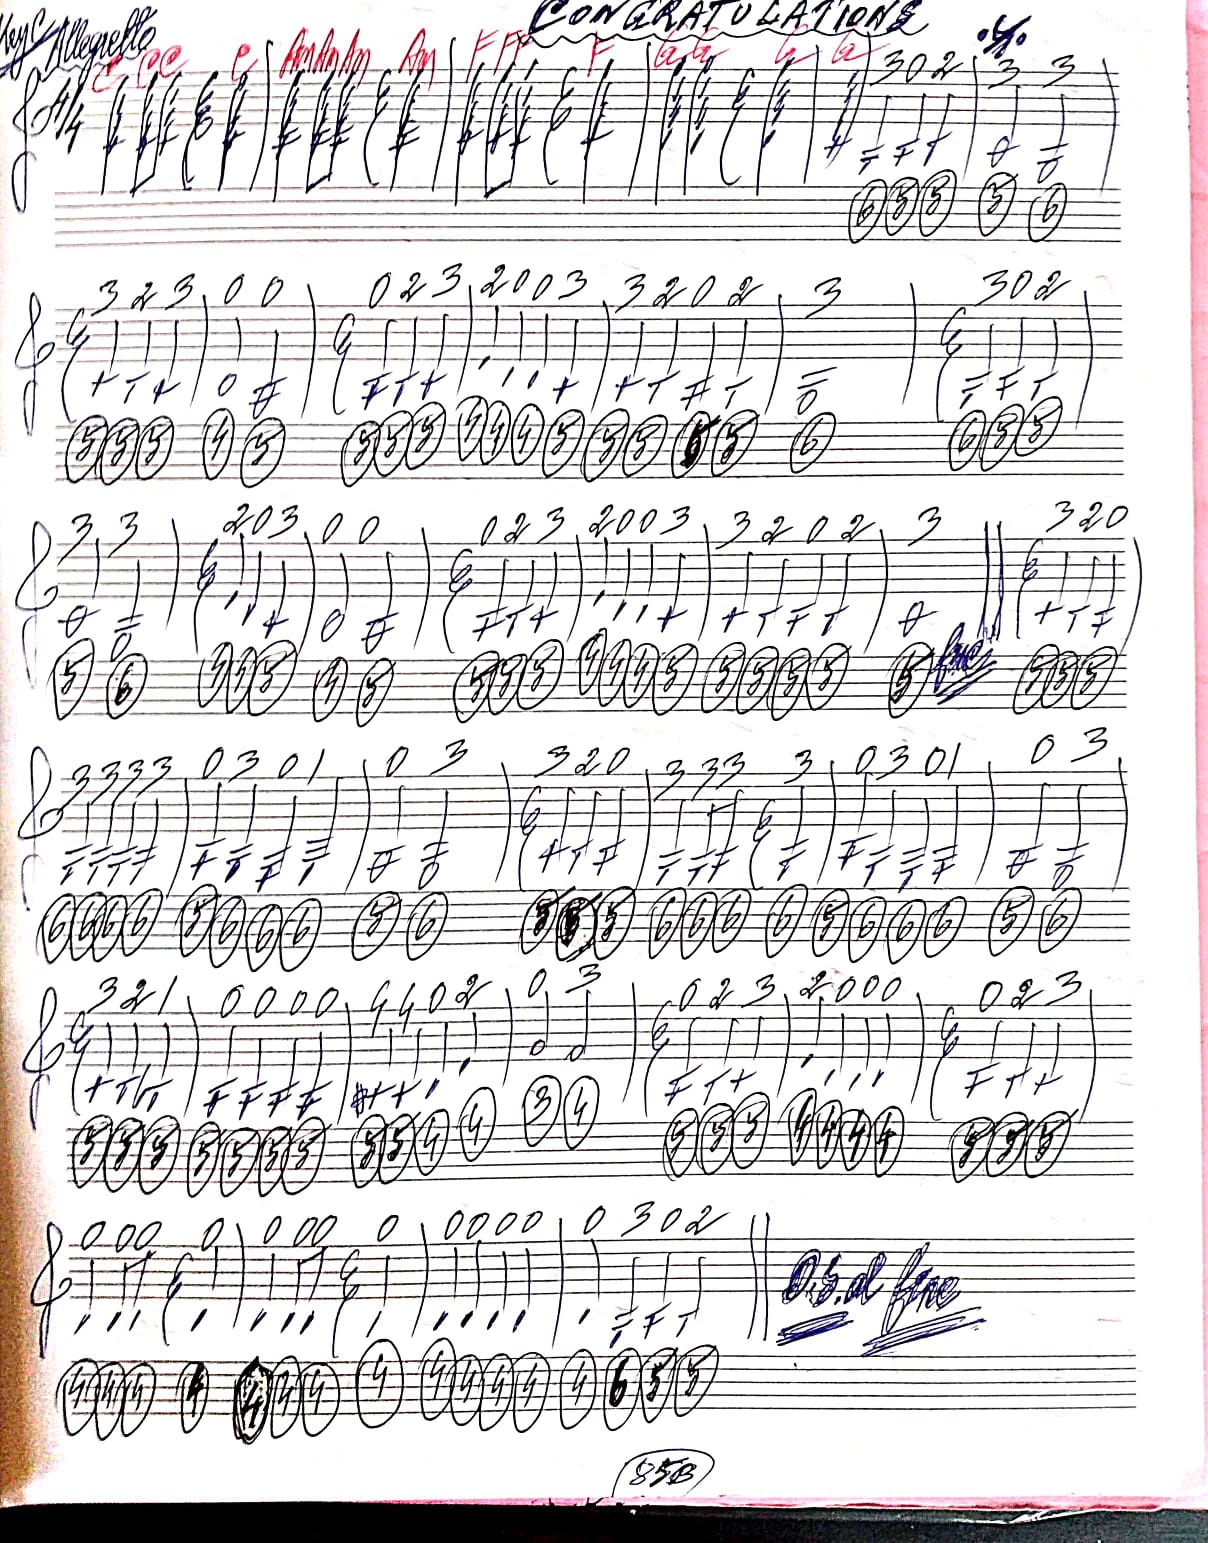 CONGRATULATIONS
Key C Allegretto
C C C C Am Am Am Am F F F F G G G G
4/4 3 0 2 3 3
6 5 5 5 6
3 2 3 0 0 0 2 3 2 0 0 3 3 2 0 2 3 3 0 2
5 5 5 4 5 5 5 5 4 4 4 5 5 5 5 5 6 6 5 5
3 3 2 0 3 0 0 0 2 3 2 0 0 3 3 2 0 2 3 3 2 0
5 6 4 4 5 4 5 5 5 5 4 4 4 5 5 5 5 5 5 fine 5 5 5
3 3 3 3 0 3 0 1 0 3 3 2 0 3 3 3 3 0 3 0 1 0 3
6 6 6 6 5 6 6 6 5 6 5 5 5 6 6 6 6 5 6 6 6 5 6
3 2 1 0 0 0 0 4 4 0 2 0 3 0 2 3 2 0 0 0 0 2 3
5 5 5 5 5 5 5 5 5 4 4 3 4 5 5 5 4 4 4 4 5 5 5
0 0 0 0 0 0 0 0 0 0 0 0 0 3 0 2
D.S. al fine
4 4 4 4 4 4 4 4 4 4 4 4 4 6 5 5
85B